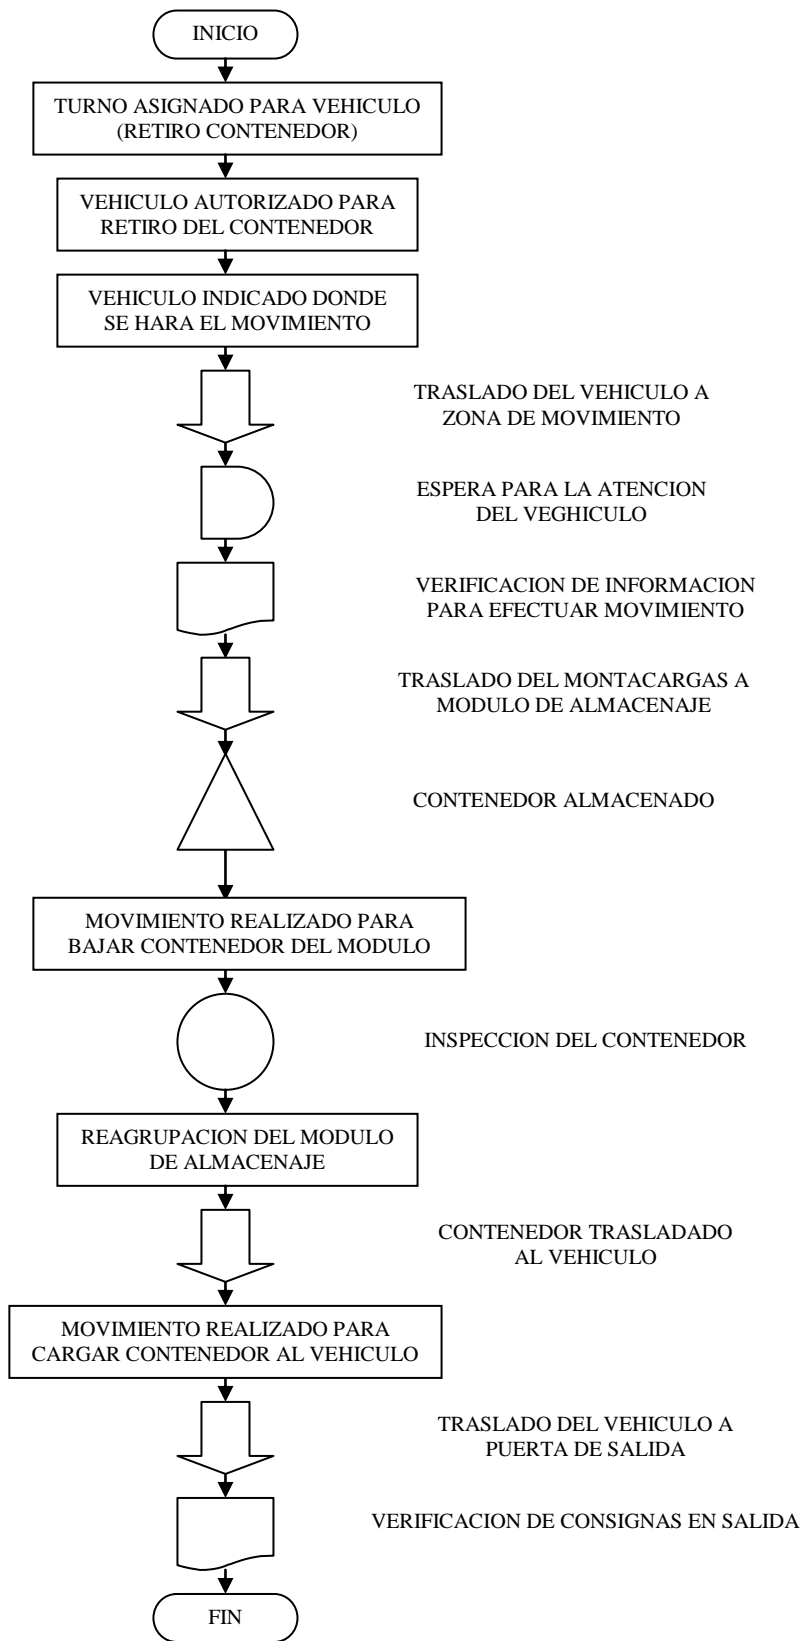 INICIO
TURNO ASIGNADO PARA VEHICULO
(RETIRO CONTENEDOR)
VEHICULO AUTORIZADO PARA
RETIRO DEL CONTENEDOR
VEHICULO INDICADO DONDE
SE HARA EL MOVIMIENTO
TRASLADO DEL VEHICULO A
ZONA DE MOVIMIENTO
ESPERA PARA LA ATENCION
DEL VEGHICULO
VERIFICACION DE INFORMACION
PARA EFECTUAR MOVIMIENTO
TRASLADO DEL MONTACARGAS A
MODULO DE ALMACENAJE
CONTENEDOR ALMACENADO
MOVIMIENTO REALIZADO PARA
BAJAR CONTENEDOR DEL MODULO
INSPECCION DEL CONTENEDOR
REAGRUPACION DEL MODULO
DE ALMACENAJE
CONTENEDOR TRASLADADO
AL VEHICULO
MOVIMIENTO REALIZADO PARA
CARGAR CONTENEDOR AL VEHICULO
TRASLADO DEL VEHICULO A
PUERTA DE SALIDA
VERIFICACION DE CONSIGNAS EN SALIDA
FIN